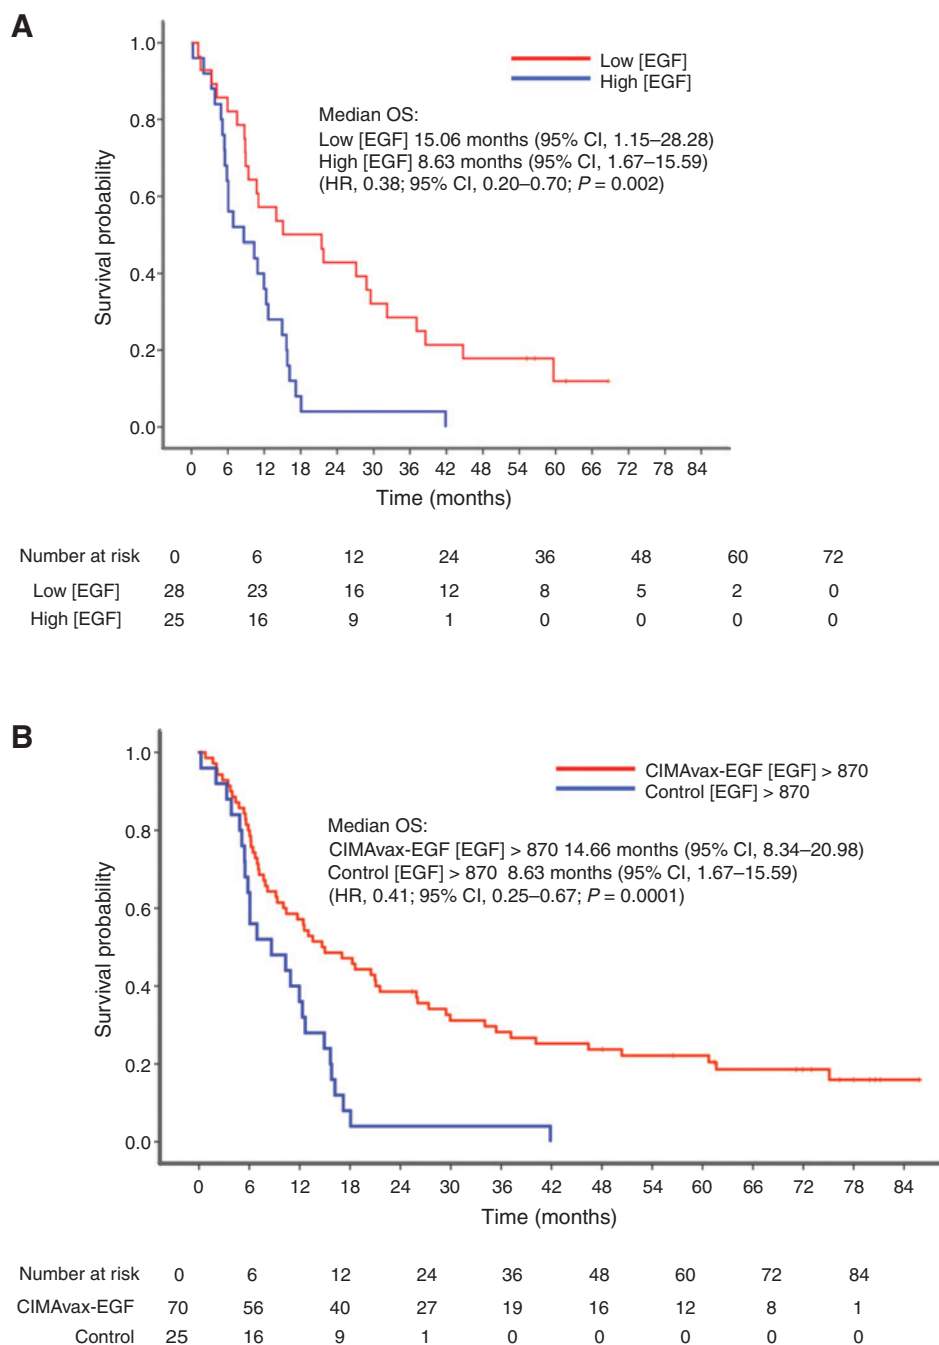 A
1.0
0.8
0.6
0.4
0.2
0.0
Survival probability
Low [EGF]
High [EGF]
Median OS:
Low [EGF] 15.06 months (95% CI, 1.15–28.28)
High [EGF] 8.63 months (95% CI, 1.67–15.59)
(HR, 0.38; 95% CI, 0.20–0.70; P = 0.002)
0 6 12 18 24 30 36 42 48 54 60 66 72 78 84
Time (months)
Number at risk 0 6 12 24 36 48 60 72
Low [EGF] 28 23 16 12 8 5 2 0
High [EGF] 25 16 9 1 0 0 0 0
B
1.0
0.8
0.6
0.4
0.2
0.0
Survival probability
CIMAvax-EGF [EGF] > 870
Control [EGF] > 870
Median OS:
CIMAvax-EGF [EGF] > 870 14.66 months (95% CI, 8.34–20.98)
Control [EGF] > 870 8.63 months (95% CI, 1.67–15.59)
(HR, 0.41; 95% CI, 0.25–0.67; P = 0.0001)
0 6 12 18 24 30 36 42 48 54 60 66 72 78 84
Time (months)
Number at risk 0 6 12 24 36 48 60 72 84
CIMAvax-EGF 70 56 40 27 19 16 12 8 1
Control 25 16 9 1 0 0 0 0 0